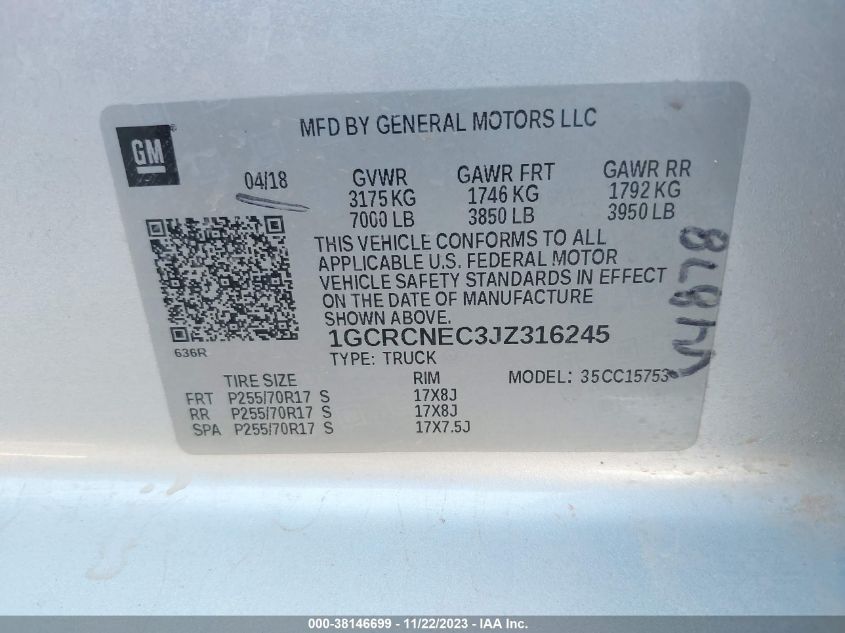 MFD BY GENERAL MOTORS LLC
GM
04/18
GVWR
3175 KG
7000 LB
GAWR FRT
1746 KG
3850 LB
GAWR RR
1792 KG
3950 LB
THIS VEHICLE CONFORMS TO ALL
APPLICABLE U.S. FEDERAL MOTOR
VEHICLE SAFETY STANDARDS IN EFFECT
ON THE DATE OF MANUFACTURE
SHOWN ABOVE.
1GCRCNEC3JZ316245
636R
TYPE: TRUCK
MODEL: 35CC15753
TIRE SIZE RIM
FRT P255/70R17 S 17X8J
RR P255/70R17 S 17X8J
SPA P255/70R17 S 17X7.5J
000-38146699 - 11/22/2023 - IAA Inc.